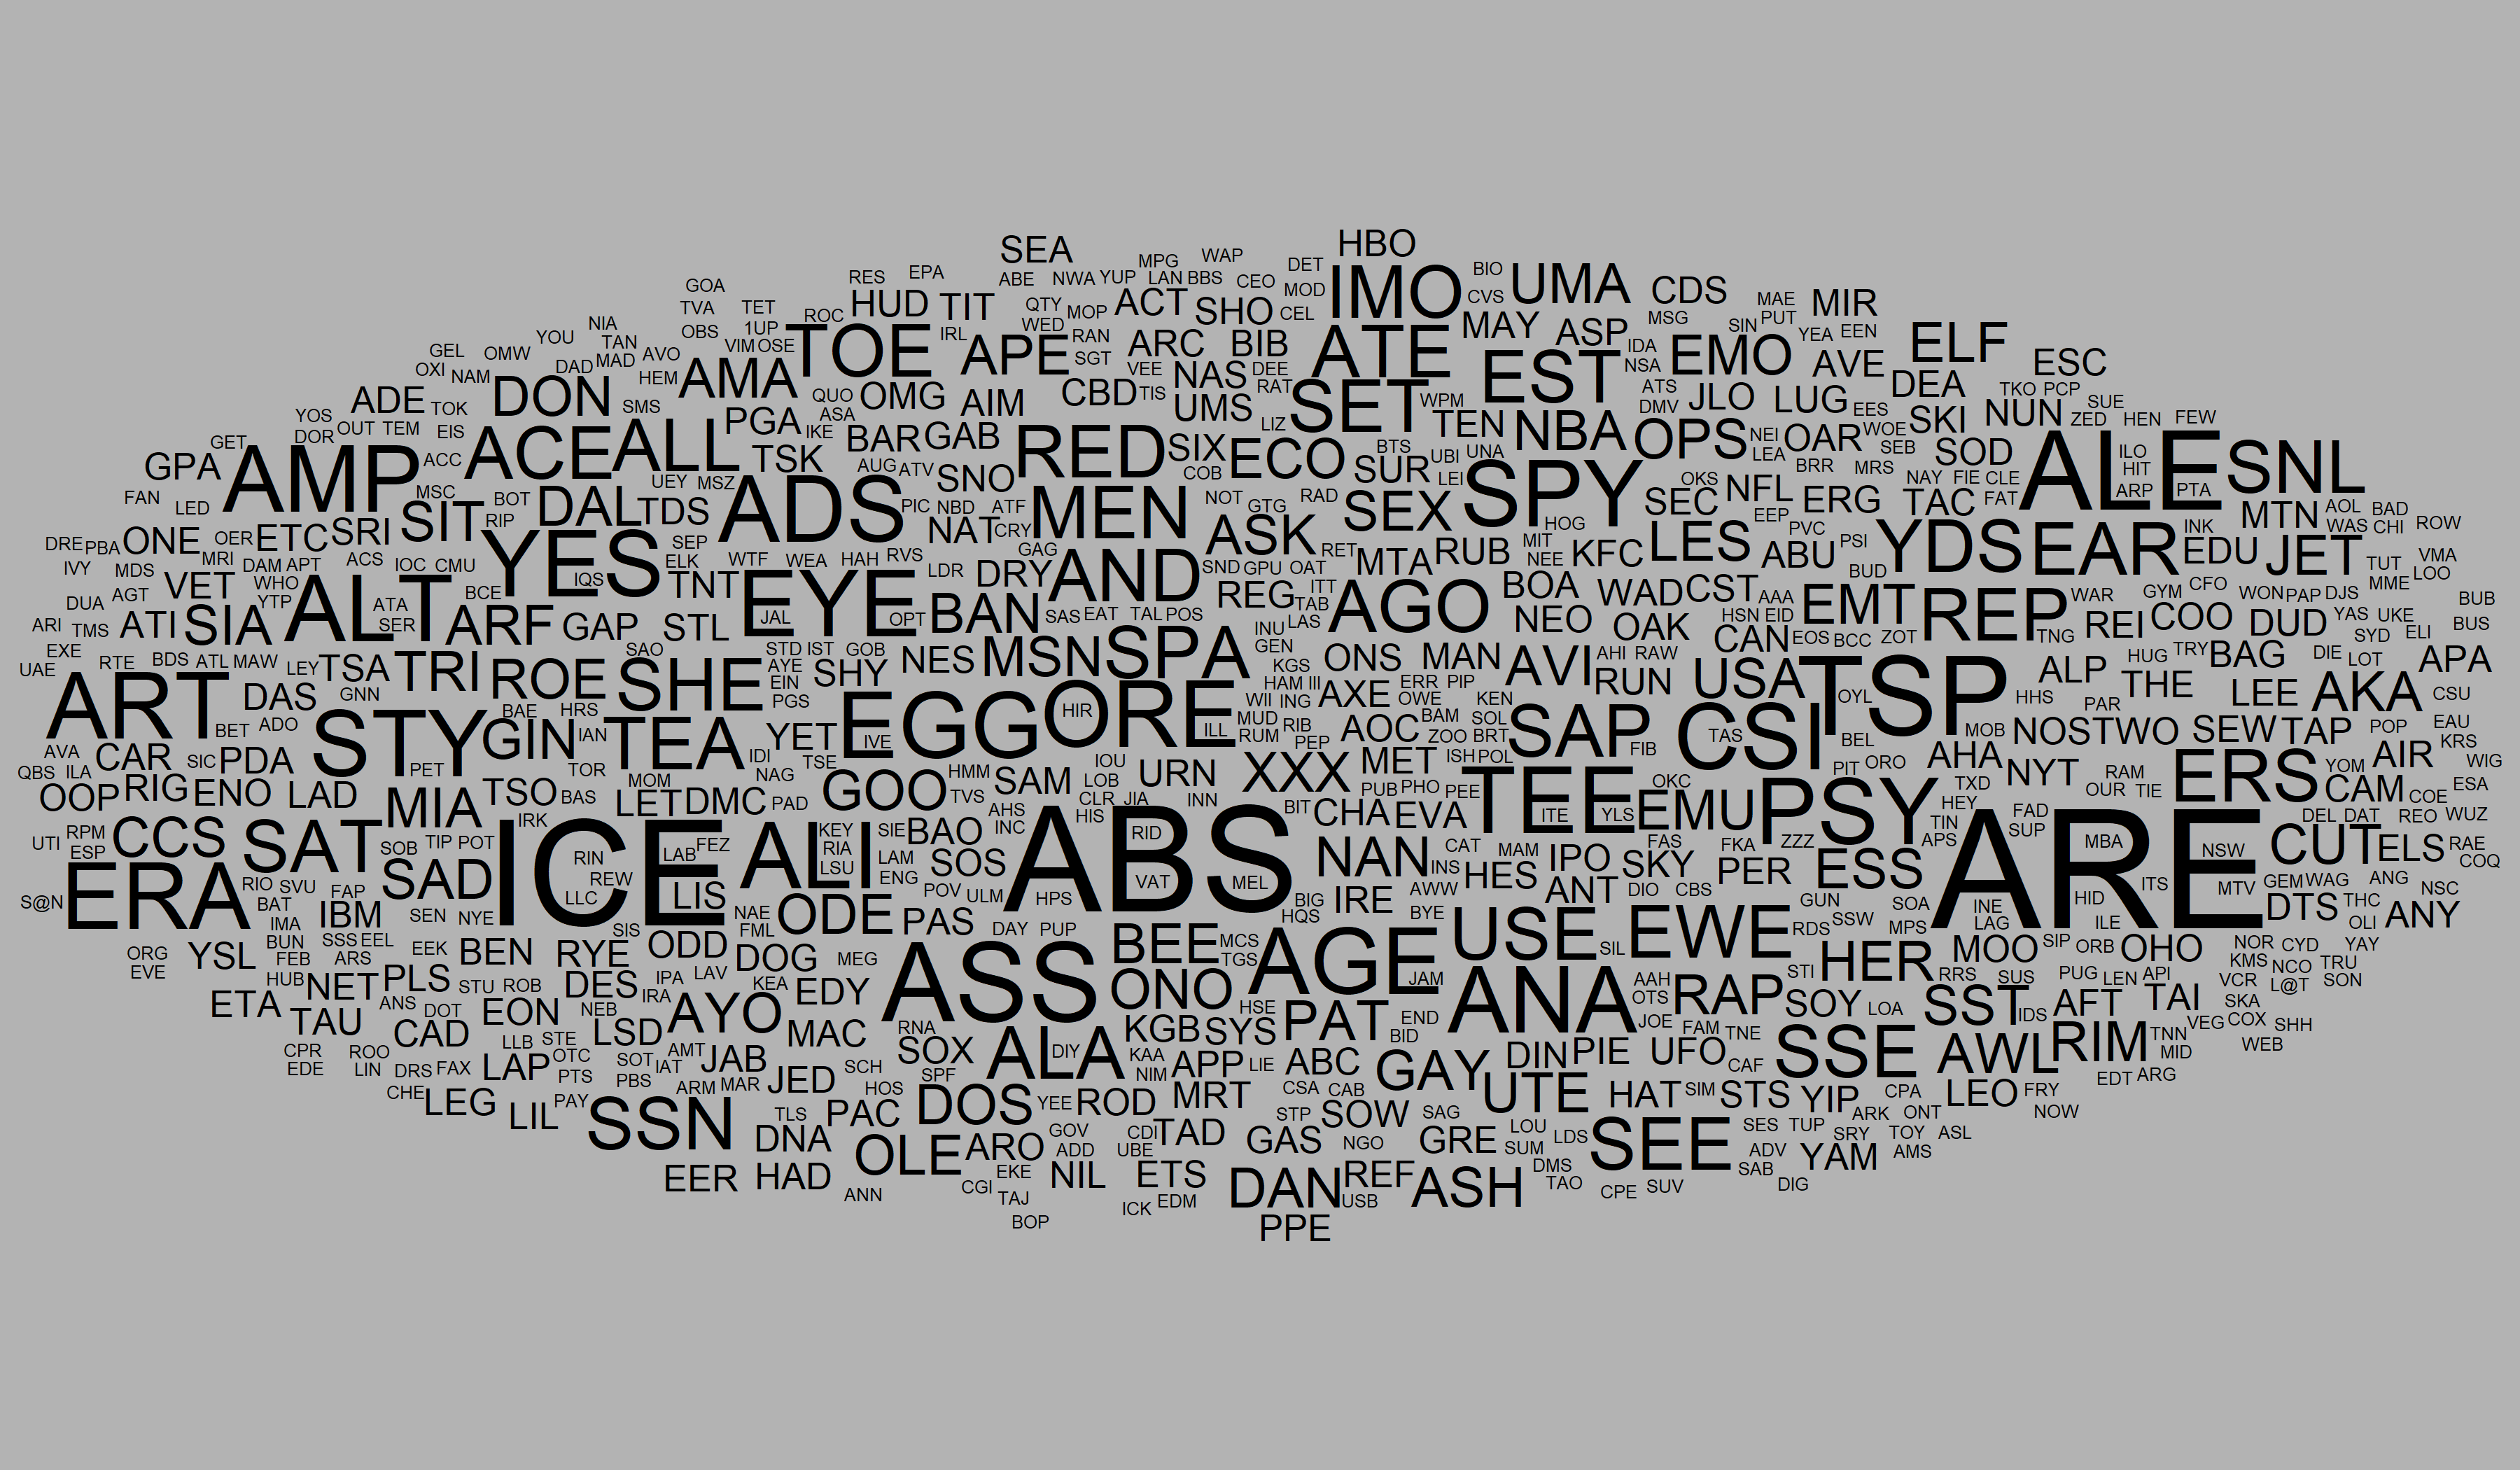 HBO
SEA
MPG WAP
RES EPA ABE NWA YUP LAN BBS CEO DET BIO
GOA MOD IMO CVS UMA CDS MAE MIR
TVA TET HUD TIT QTY MOP ACT SHO CEL PUT
NIA OBS 1UP ROC WED RAN MAY ASP MSG SIN YEA EEN
YOU TAN VIM OSE TOE IRL APE ARC BIB ATE IDA ELF
GEL OMW DAD MAD AVO SGT VEE NAS DEE EST NSA EMO AVE ESC
OXI NAM HEM AMA CBD TIS RAT ATS DEA TKO PCP
ADE TOK DON SMS QUO OMG AIM UMS SET WPM DMV JLO LUG EES SUE
YOS PGA ASA LIZ TEN NBA SKI NUN ZED HEN FEW
GET DOR OUT TEM EIS IKE BAR GAB RED SIX OPS NEI OAR WOE SEB
GPA AMP ACC ACE ALL TSK AUG ATV SNO COB ECO BTS SUR UBI UNA LEA SOD ALE ILO SNL
FAN LED MSC BOT DAL UEY MSZ ADS PIC NBD ATF MEN NOT GTG RAD SEX LEI SPY OKS SEC NFL BRR MRS NAY FIE CLE HIT
ONE OER ETC SRI SIT RIP TDS NAT CRY ASK HOG EEP ERG TAC FAT ARP PTA MTN AOL BAD
DRE PBA MRI ACS YES SEP WTF WEA HAH RVS GAG RET MTA RUB MIT LES PVC PSI YDS EAR INK WAS CHI ROW
IVY MDS DAM APT IOC CMU IQS ELK LDR DRY AND SND GPU OAT NEE KFC ABU BUD EDU JET TUT VMA
DUA AGT VET WHO ALT BCE TNT EYE REG ITT AGO BOA WAD CST AAA EMT REP WAR GYM CFO MME LOO
YTP ATA JAL OPT BAN SAS EAT TAL POS TAB NEO HSN EID WON PAP DJS BUB
ARI TMS ATI SIA SER ARF GAP STL LAS OAK CAN EOS BCC ZOT TNG REI COO DUD YAS UKE BUS
EXE INU SYD ELI
UAE RTE BDS ATL MAW LEY TSA TRI SAO STD IST GOB NES MSN SPA GEN ONS MAN AVI AHI RAW TSP ALP HUG TRY BAG DIE LOT APA
GNN ROE SHE AYE EIN SHY KGS RUN USA
ART DAS BAE HRS PGS EGG ORE HAM III AXE ERR PIP OYL HHS PAR THE LEE AKA CSU
BET ADO STY GIN IAN TEA YET IVE HIR ILL WII ING OWE KEN SAP CSI MOB NOS TWO SEW TAP POP EAU
AVA CAR SIC PDA IDI TSE MUD RIB AOC BAM SOL TAS BEL KRS
RUM PEP ZOO BRT FIB AHA AIR WIG
QBS ILA PET TOR NAG IOU MET ISH POL PIT ORO NYT RAM ERS YOM
OOP RIG ENO LAD MIA TSO MOM GOO HMM SAM LOB URN XXX PUB PHO PEE TEE OKC TXD OUR TIE CAM ESA
BAS LET DMC PAD TVS CLR JIA INN BIT ITE YLS EMU PSY HEY COE
UTI RPM CCS SAT IRK ICE KEY SIE BAO AHS HIS ABS CHA EVA TIN FAD ARE DEL DAT REO WUZ
ESP SOB TIP POT LAB FEZ ALI RIA INC RID CAT FAS FKA ZZZ APS SUP MBA NSW CUT ELS RAE
SAD RIN LSU LAM SOS NAN INS MAM IPO SKY PER ESS COQ
S@N ERA RIO SVU FAP REW LIS ENG VAT MEL HES ITS MTV GEM WAG ANG NSC
BAT LLC POV ULM HPS BIG IRE AWW ANT DIO CBS GUN SOA INE HID THC
IMA IBM SEN NYE SIS NAE ODE PAS DAY PUP HQS BYE SSW MPS LAG ILE DTS OLI ANY
BUN SSS EEL FML BEE MCS AGE USE SIL EWE RDS
ORG FEB ARS EEK BEN RYE ODD DOG MEG ASS TGS HER MOO SIP ORB OHO NOR CYD YAY
EVE YSL KMS NCO TRU
HUB NET PLS STU ROB DES IPA LAV KEA EDY ONO JAM ANA AAH STI RRS SUS PUG LEN API VCR L@T SON
ETA ANS DOT EON NEB IRA AYO HSE PAT OTS RAP SOY LOA SST IDS AFT TAI SKA
TAU CAD LSD MAC RNA KGB SYS END JOE FAM TNE TNN VEG COX SHH
CPR ROO LLB STE SOX ALA DIY BID DIN PIE UFO SSE AWL RIM MID WEB
EDE LIN DRS FAX LAP OTC SOT IAT AMT JAB SCH KAA APP LIE ABC GAY CAF
PTS PBS ARM MAR JED SPF NIM EDT ARG
CHE LEG LIL PAY HOS DOS YEE ROD MRT CSA CAB UTE HAT SIM STS YIP CPA LEO FRY
SSN TLS PAC STP SOW SAG ARK ONT NOW
DNA GOV CDI TAD GAS NGO GRE LOU LDS SEE SES TUP SRY TOY ASL
OLE ARO ADD UBE SUM ADV YAM AMS
EER HAD EKE NIL ETS DAN REF ASH DMS SAB
ANN CGI TAJ ICK EDM USB TAO CPE SUV DIG
BOP PPE